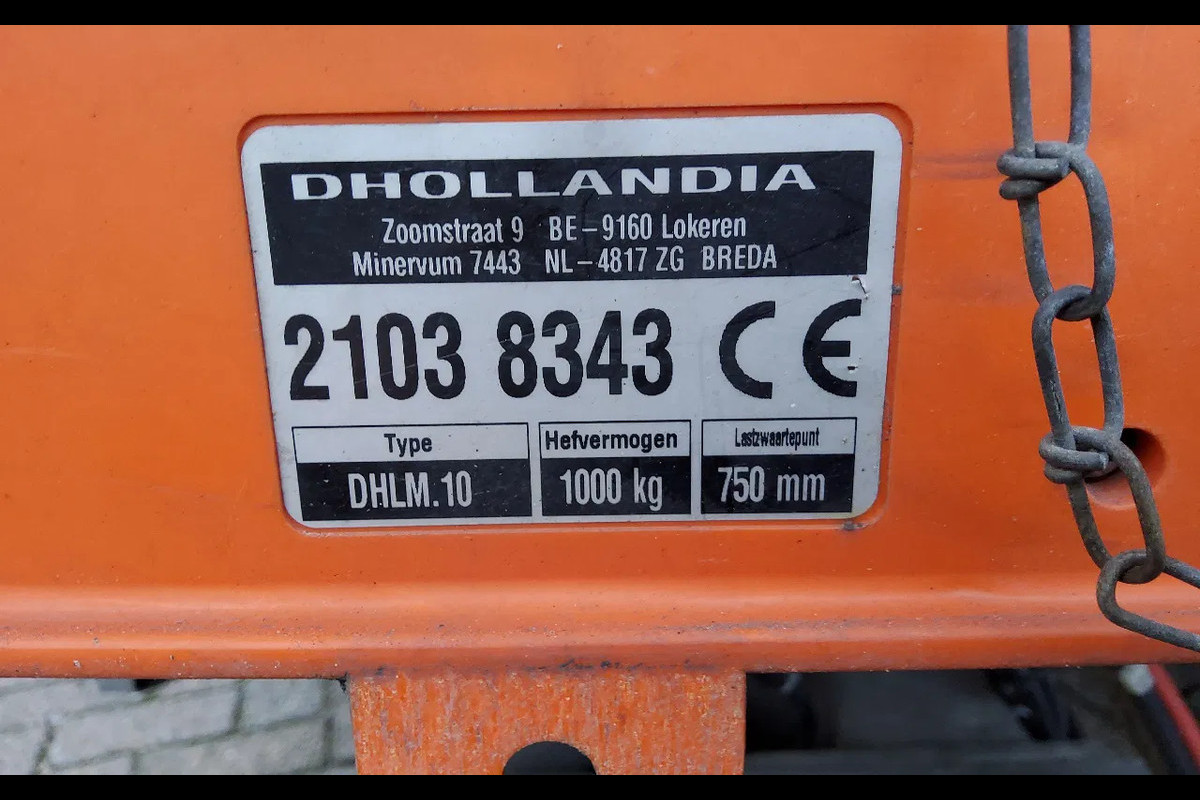 DHOLLANDIA
Zoomstraat 9 BE-9160 Lokeren
Minervum 7443 NL-4817 ZG BREDA
2103 8343 CE
Type Hefvermogen Lastzwaartepunt
DHLM.10 1000 kg 750 mm